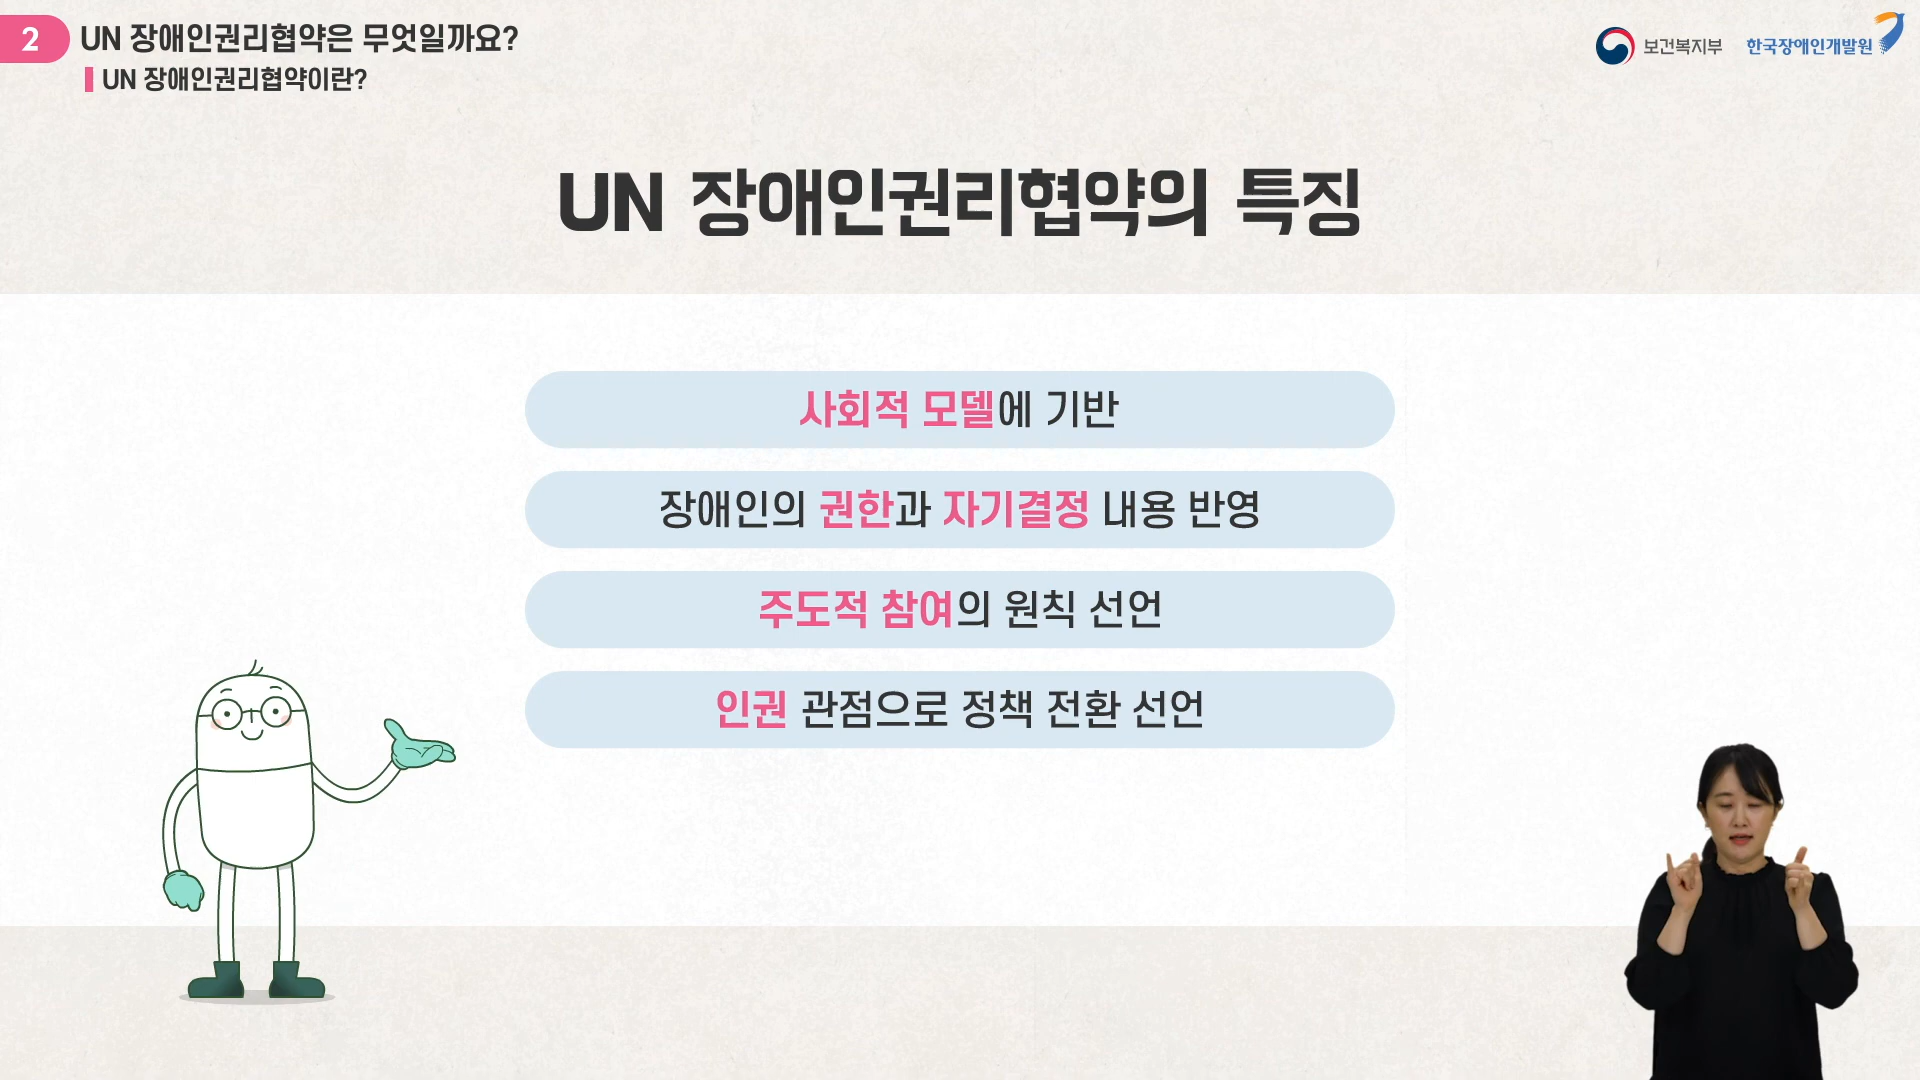 2
UN 장애인권리협약은 무엇일까요?
UN 장애인권리협약이란?
보건복지부
한국장애인개발원
UN 장애인권리협약의 특징
사회적 모델에 기반
장애인의 권한과 자기결정 내용 반영
주도적 참여의 원칙 선언
인권 관점으로 정책 전환 선언